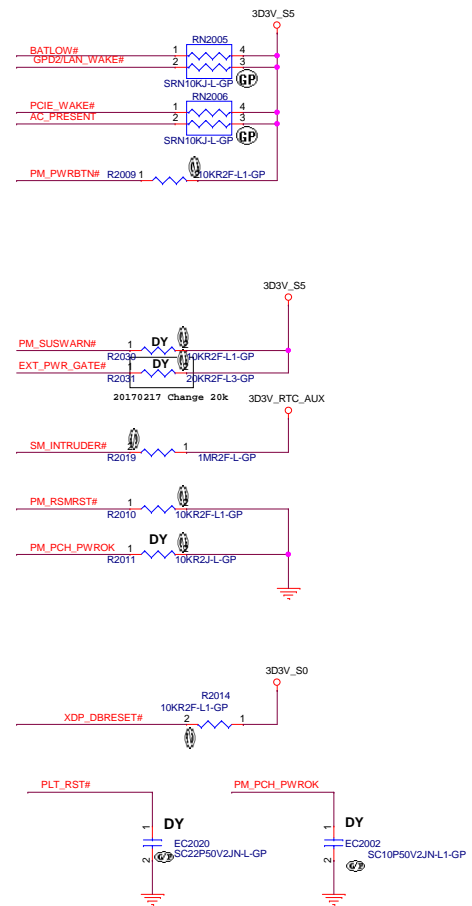 3D3V_S5
RN2005
BATLOW# 1 4
GPD2/LAN_WAKE# 2 3
SRN10KJ-L-GP GP
RN2006
PCIE_WAKE# 1 4
AC_PRESENT 2 3
SRN10KJ-L-GP GP
PM_PWRBTN# R2009 1 2 10KR2F-L1-GP
3D3V_S5
PM_SUSWARN# 1 DY 2
R2030 10KR2F-L1-GP
EXT_PWR_GATE# 1 DY 2
R2031 20KR2F-L3-GP
20170217 Change 20k
3D3V_RTC_AUX
SM_INTRUDER# 2 1
R2019 1MR2F-L-GP
PM_RSMRST# 1 2
R2010 10KR2F-L1-GP
PM_PCH_PWROK 1 DY 2
R2011 10KR2J-L-GP
3D3V_S0
R2014
10KR2F-L1-GP
XDP_DBRESET# 2 1
PLT_RST# PM_PCH_PWROK
1 DY 1 DY
EC2020 EC2002
2 SC22P50V2JN-L-GP 2 SC10P50V2JN-L1-GP